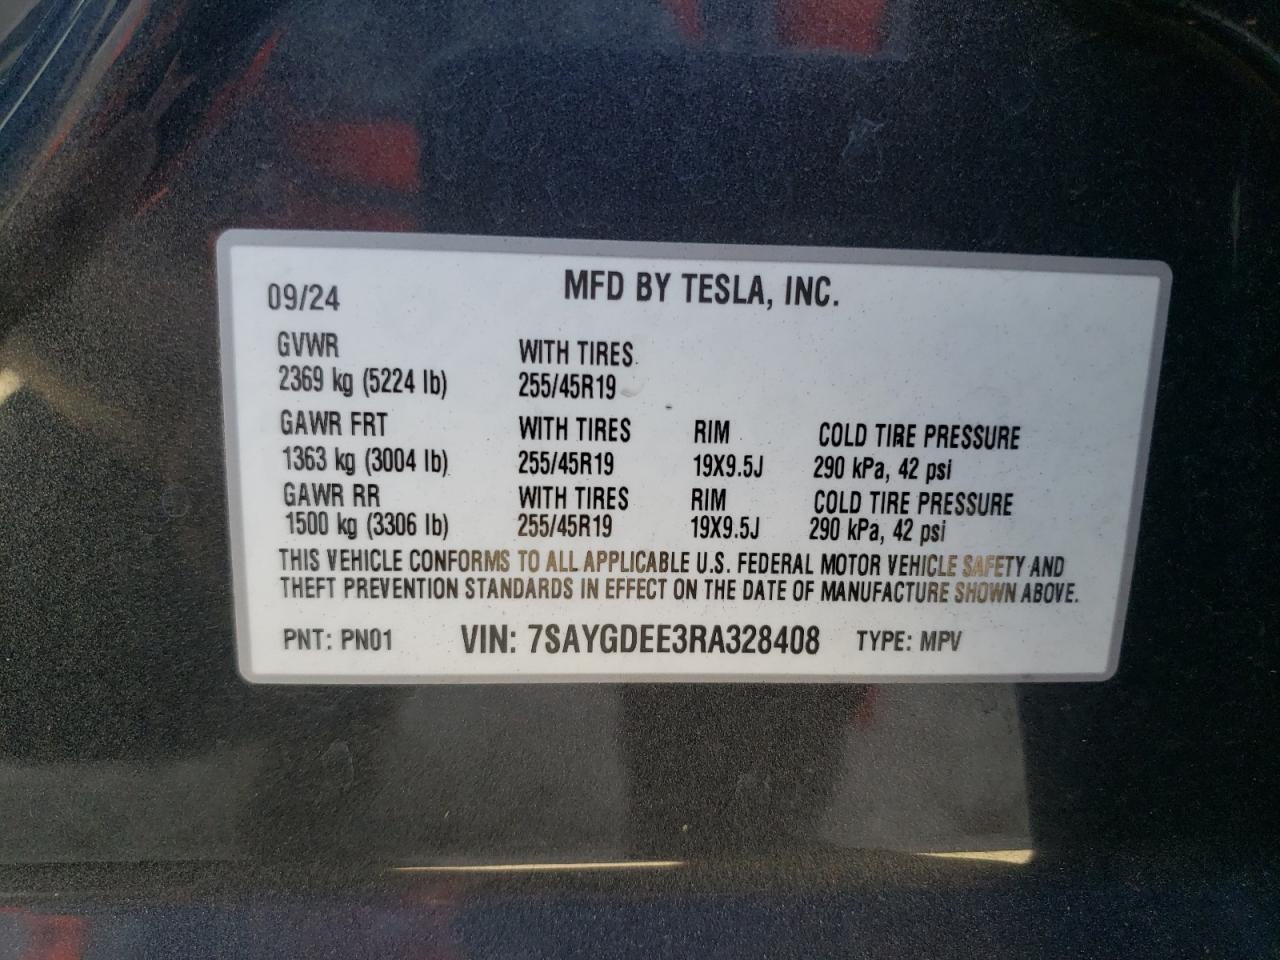 09/24 MFD BY TESLA, INC.
GVWR WITH TIRES
2369 kg (5224 lb) 255/45R19
GAWR FRT WITH TIRES RIM COLD TIRE PRESSURE
1363 kg (3004 lb) 255/45R19 19X9.5J 290 kPa, 42 psi
GAWR RR WITH TIRES RIM COLD TIRE PRESSURE
1500 kg (3306 lb) 255/45R19 19X9.5J 290 kPa, 42 psi
THIS VEHICLE CONFORMS TO ALL APPLICABLE U.S. FEDERAL MOTOR VEHICLE SAFETY AND
THEFT PREVENTION STANDARDS IN EFFECT ON THE DATE OF MANUFACTURE SHOWN ABOVE.
PNT: PN01 VIN: 7SAYGDEE3RA328408 TYPE: MPV